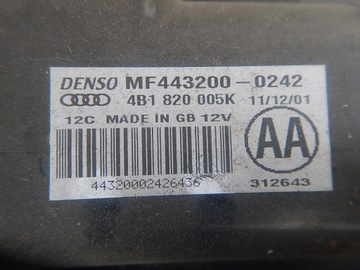 DENSO MF443200-0242
4B1 820 005K 11/12/01
12C MADE IN GB 12V
AA
44320002426436
312643